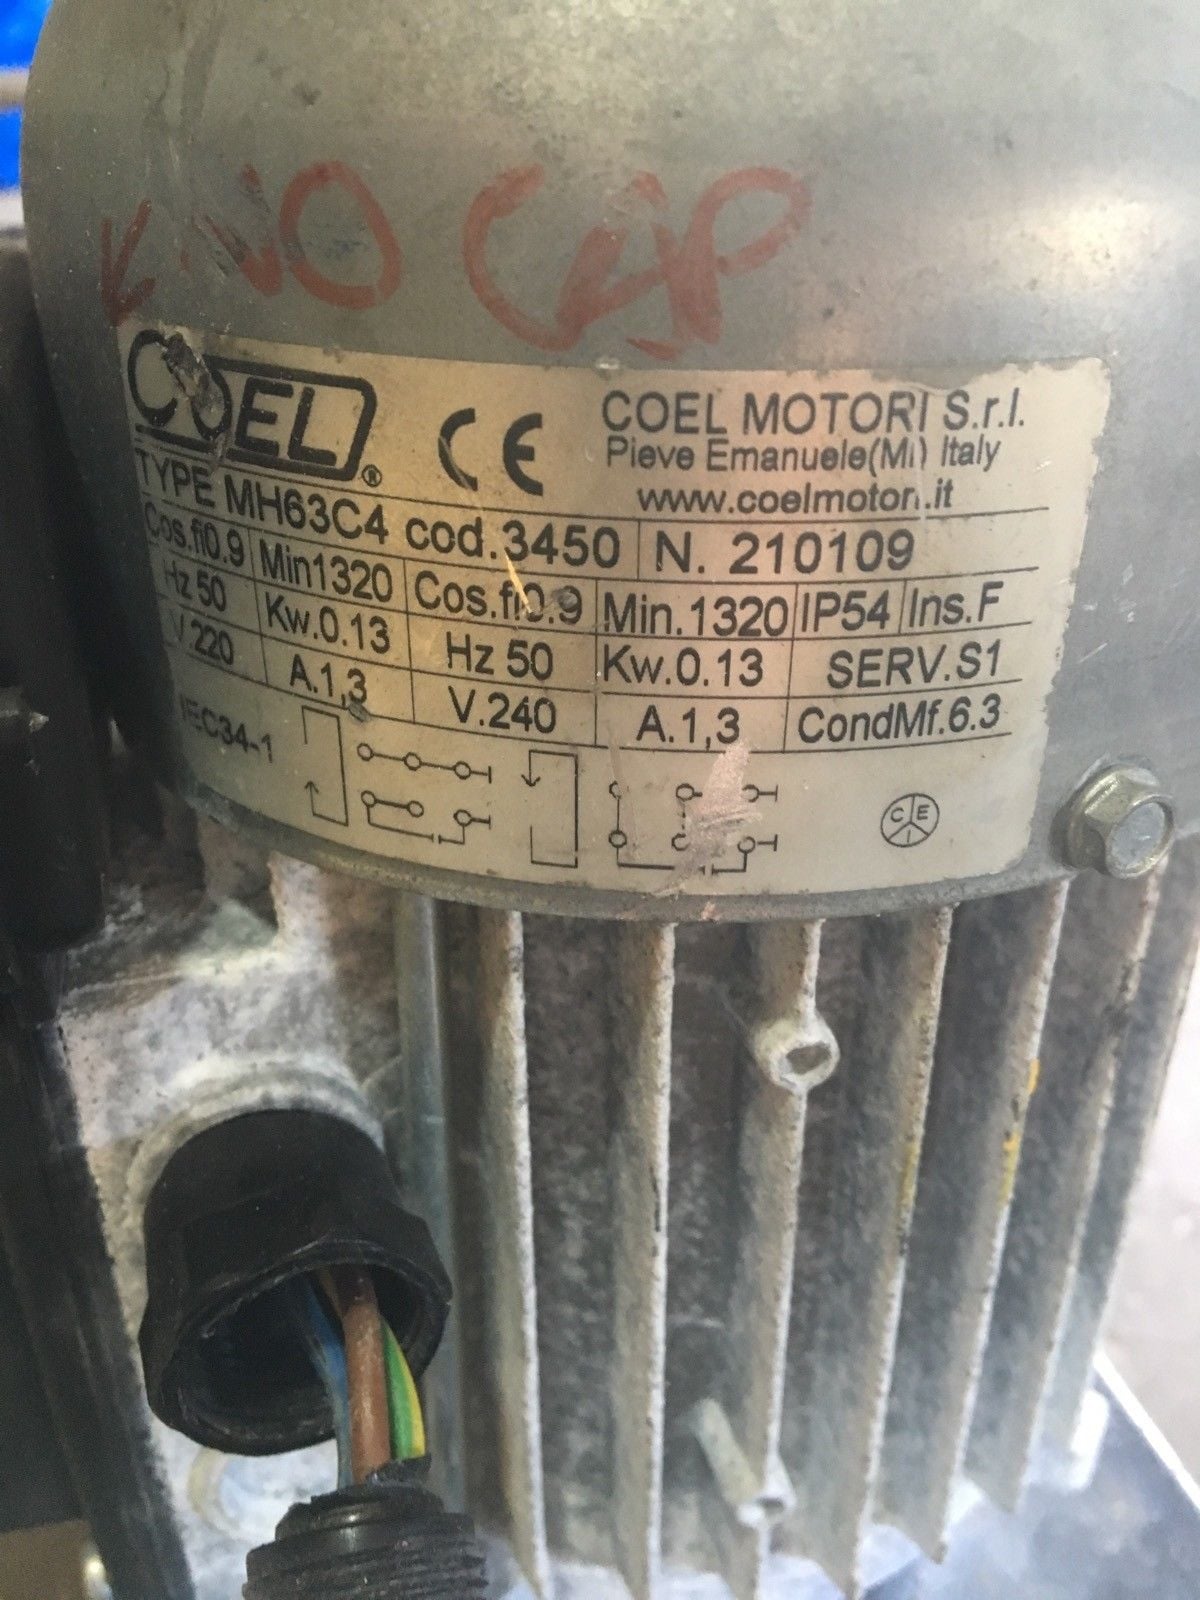 NO CAP
COEL
®
CE
COEL MOTORI S.r.l.
Pieve Emanuele(Mi) Italy
www.coelmotori.it
TYPE MH63C4 cod.3450 N. 210109
Cos.fi0.9 Min1320 Cos.fi0.9 Min.1320 IP54 Ins.F
Hz 50 Kw.0.13 Hz 50 Kw.0.13 SERV.S1
V.220 A.1,3 V.240 A.1,3 CondMf.6.3
IEC34-1
CEI